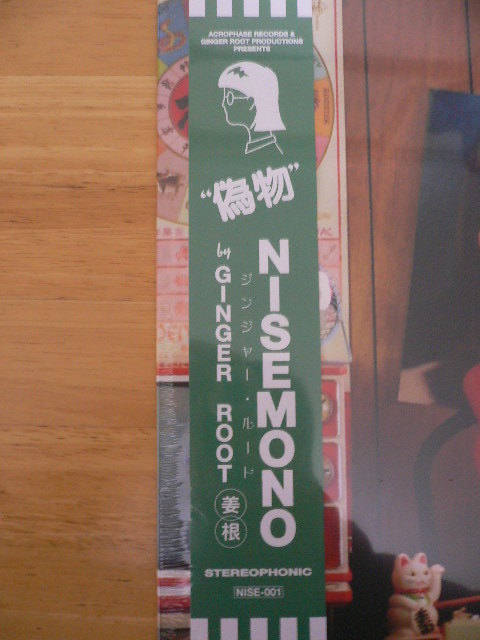 ACROPHASE RECORDS &
GINGER ROOT PRODUCTIONS
PRESENTS
“偽物”
NISEMONO
ジンジャー・ルード
by GINGER ROOT
姜根
STEREOPHONIC
NISE-001